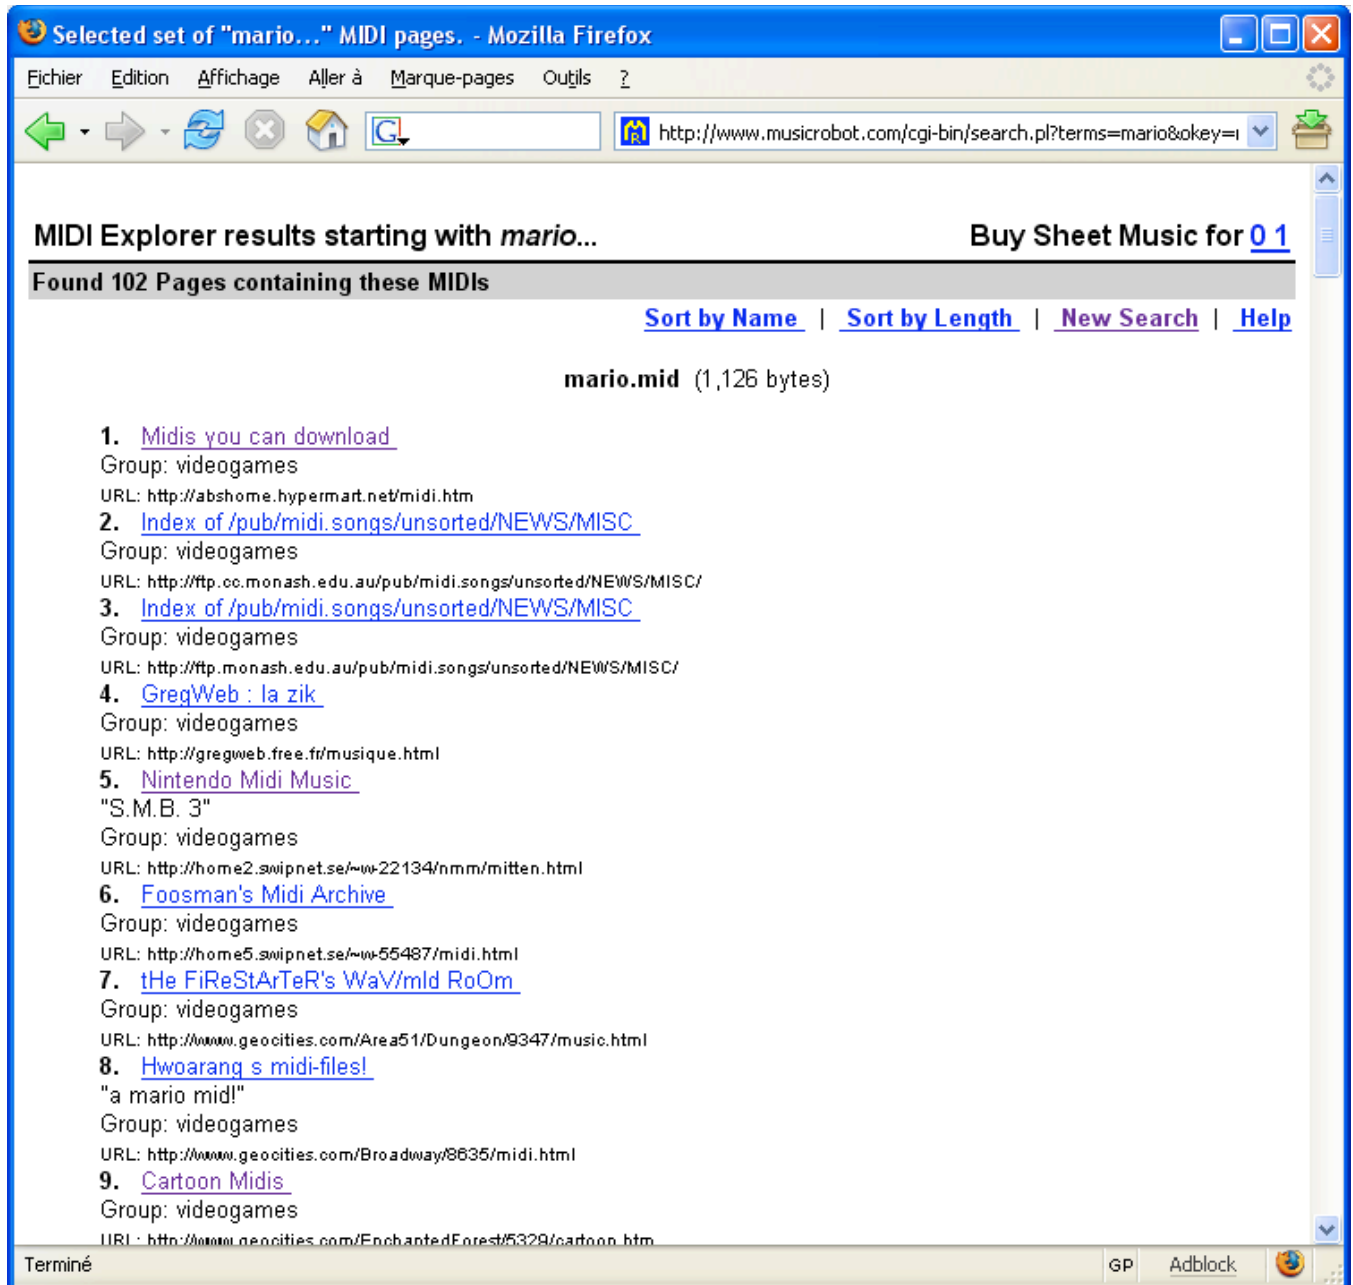 Selected set of "mario..." MIDI pages. - Mozilla Firefox
Fichier Edition Affichage Aller à Marque-pages Outils ?
G http://www.musicrobot.com/cgi-bin/search.pl?terms=mario&okey=
MIDI Explorer results starting with mario... Buy Sheet Music for 0 1
Found 102 Pages containing these MIDIs
Sort by Name | Sort by Length | New Search | Help
mario.mid (1,126 bytes)
1. Midis you can download
Group: videogames
URL: http://abshome.hypermart.net/midi.htm
2. Index of /pub/midi.songs/unsorted/NEWS/MISC
Group: videogames
URL: http://ftp.cc.monash.edu.au/pub/midi.songs/unsorted/NEWS/MISC/
3. Index of /pub/midi.songs/unsorted/NEWS/MISC
Group: videogames
URL: http://ftp.monash.edu.au/pub/midi.songs/unsorted/NEWS/MISC/
4. GregWeb : la zik
Group: videogames
URL: http://gregweb.free.fr/musique.html
5. Nintendo Midi Music
"S.M.B. 3"
Group: videogames
URL: http://home2.swipnet.se/~w-22134/nmm/mitten.html
6. Foosman's Midi Archive
Group: videogames
URL: http://home5.swipnet.se/~w-55487/midi.html
7. tHe FiReStArTeR's WaV/mId RoOm
Group: videogames
URL: http://www.geocities.com/Area51/Dungeon/9347/music.html
8. Hwoarang s midi-files!
"a mario mid!"
Group: videogames
URL: http://www.geocities.com/Broadway/8635/midi.html
9. Cartoon Midis
Group: videogames
URL: http://www.geocities.com/EnchantedForest/5329/cartoon.htm
Terminé GP Adblock